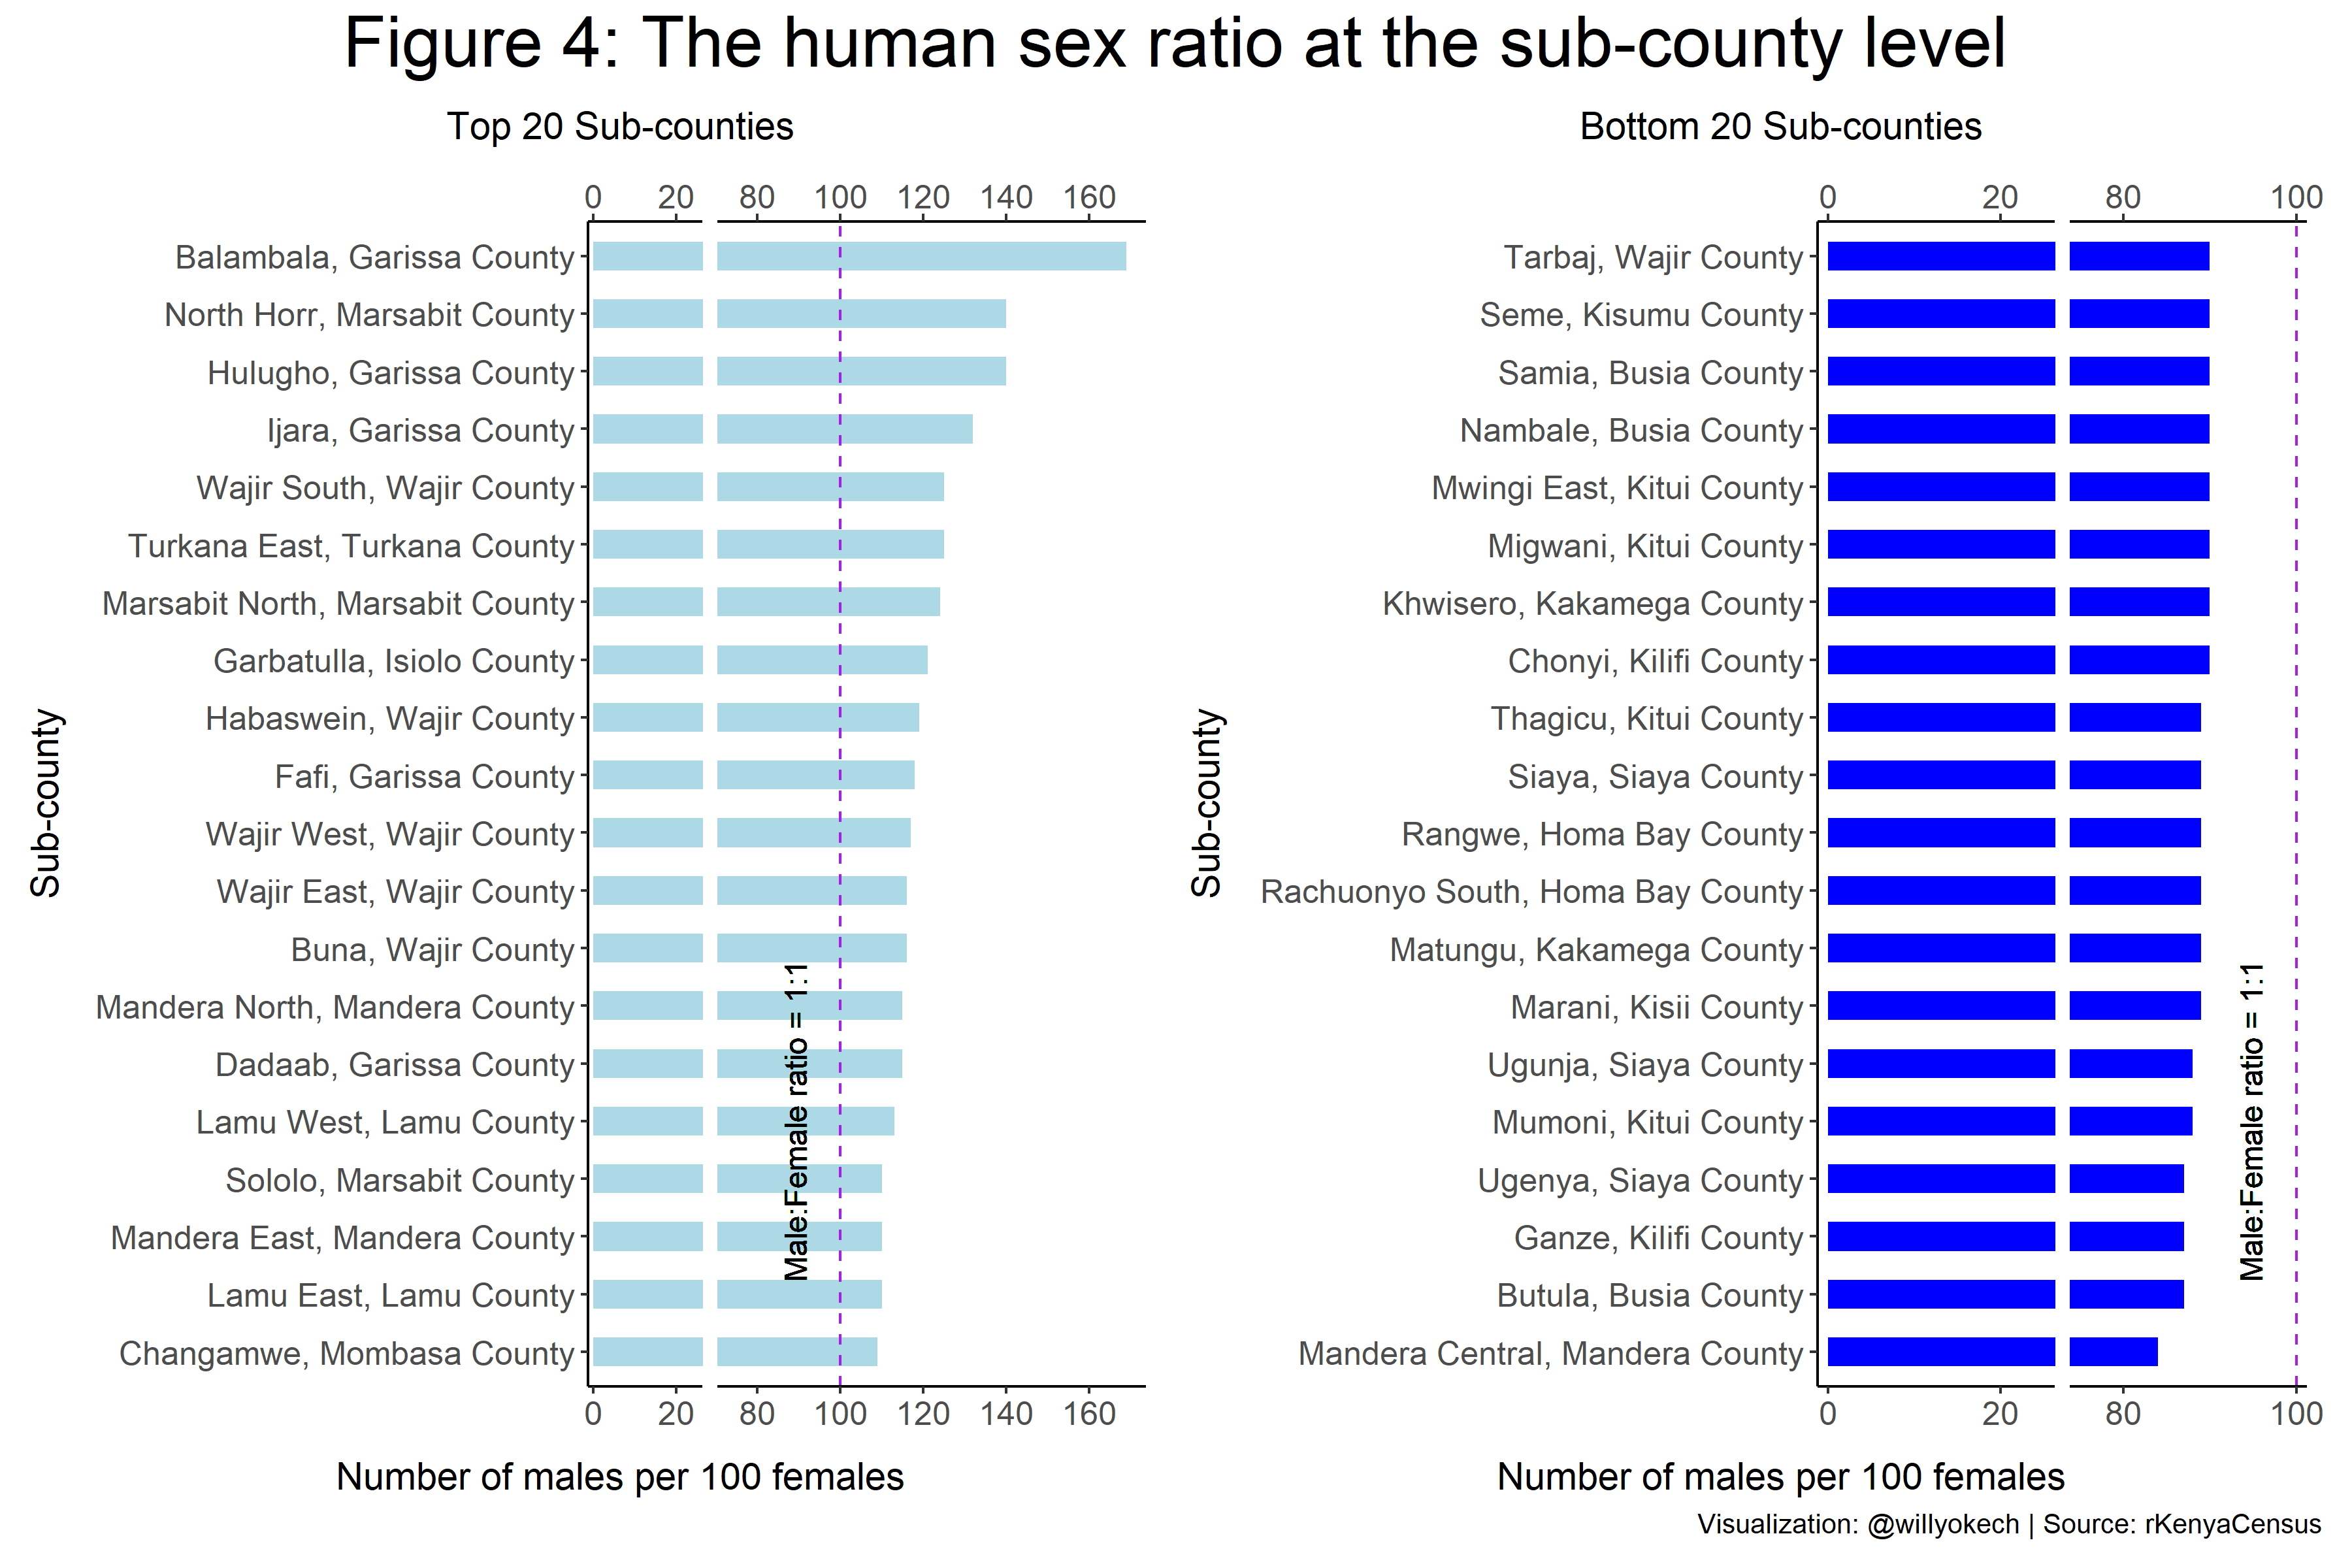 Figure 4: The human sex ratio at the sub-county level
Top 20 Sub-counties
0 20 80 100 120 140 160
Sub-county
Balambala, Garissa County
North Horr, Marsabit County
Hulugho, Garissa County
Ijara, Garissa County
Wajir South, Wajir County
Turkana East, Turkana County
Marsabit North, Marsabit County
Garbatulla, Isiolo County
Habaswein, Wajir County
Fafi, Garissa County
Wajir West, Wajir County
Wajir East, Wajir County
Buna, Wajir County
Mandera North, Mandera County
Dadaab, Garissa County
Lamu West, Lamu County
Sololo, Marsabit County
Mandera East, Mandera County
Lamu East, Lamu County
Changamwe, Mombasa County
Male:Female ratio = 1:1
0 20 80 100 120 140 160
Number of males per 100 females
Bottom 20 Sub-counties
0 20 80 100
Sub-county
Tarbaj, Wajir County
Seme, Kisumu County
Samia, Busia County
Nambale, Busia County
Mwingi East, Kitui County
Migwani, Kitui County
Khwisero, Kakamega County
Chonyi, Kilifi County
Thagicu, Kitui County
Siaya, Siaya County
Rangwe, Homa Bay County
Rachuonyo South, Homa Bay County
Matungu, Kakamega County
Marani, Kisii County
Ugunja, Siaya County
Mumoni, Kitui County
Ugenya, Siaya County
Ganze, Kilifi County
Butula, Busia County
Mandera Central, Mandera County
Male:Female ratio = 1:1
0 20 80 100
Number of males per 100 females
Visualization: @willyokech | Source: rKenyaCensus